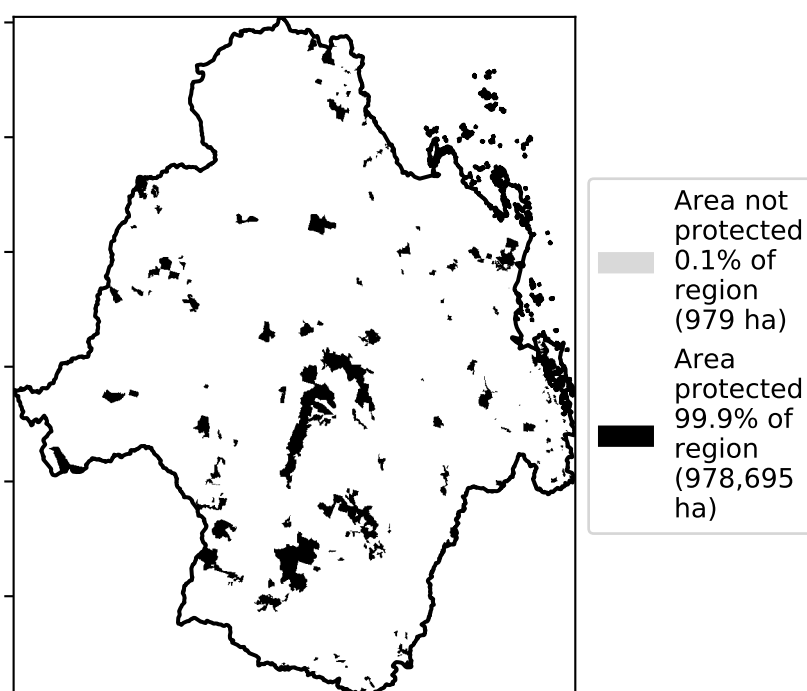 Area not
protected
0.1% of
region
(979 ha)
Area
protected
99.9% of
region
(978,695
ha)